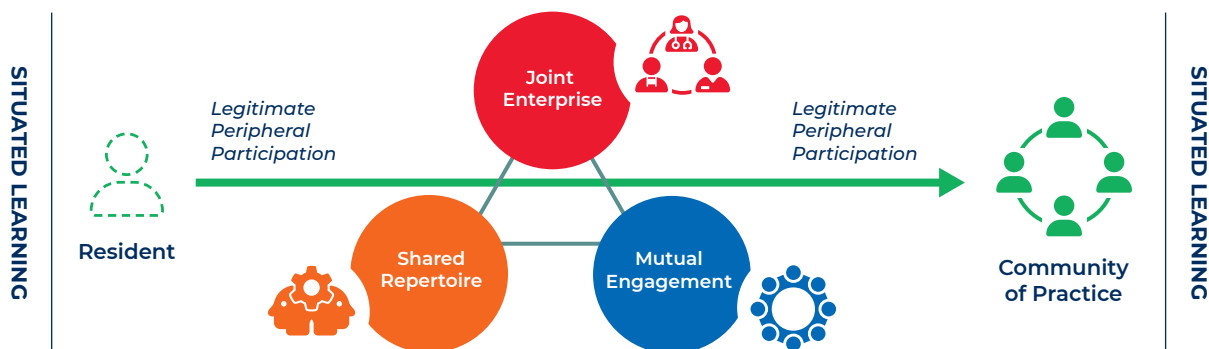 SITUATED LEARNING
Resident
Legitimate
Peripheral
Participation
Joint
Enterprise
Shared
Repertoire
Mutual
Engagement
Legitimate
Peripheral
Participation
Community
of Practice
SITUATED LEARNING